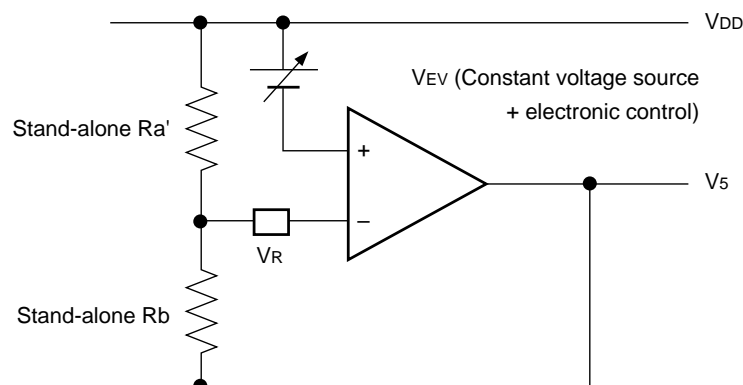 VDD
VEV (Constant voltage source
+ electronic control)
Stand-alone Ra'
+
V5
−
VR
Stand-alone Rb